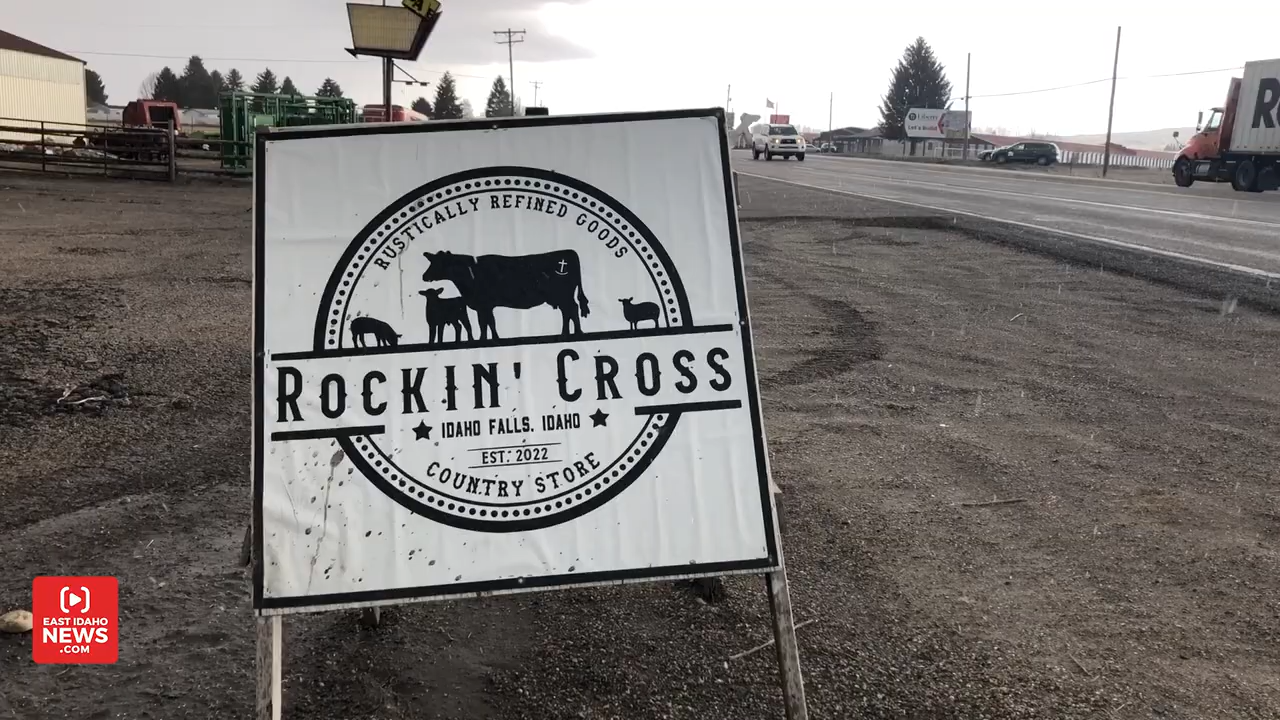 RUSTICALLY REFINED GOODS
ROCKIN' CROSS
IDAHO FALLS, IDAHO
EST. 2022
COUNTRY STORE
EAST IDAHO
NEWS
.COM